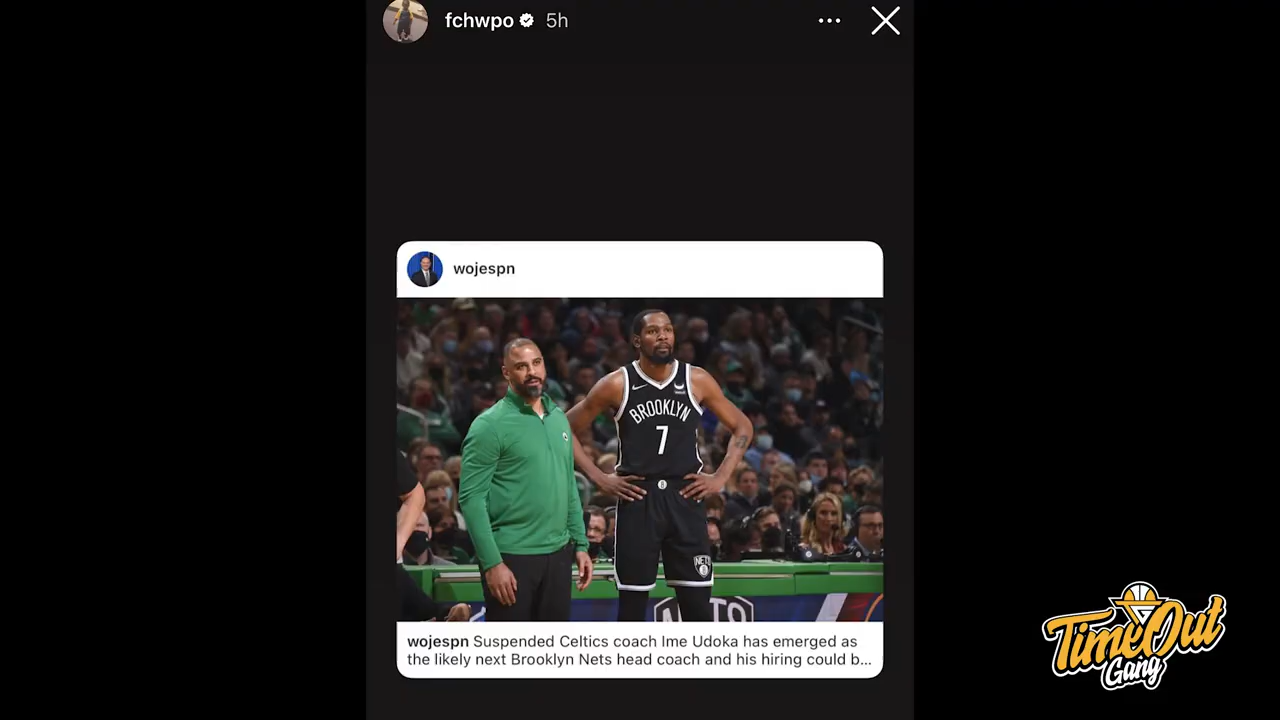 fchwpo 5h
wojespn
BROOKLYN
7
NETS
wojespn Suspended Celtics coach Ime Udoka has emerged as
the likely next Brooklyn Nets head coach and his hiring could b...
TimeOut
Gang